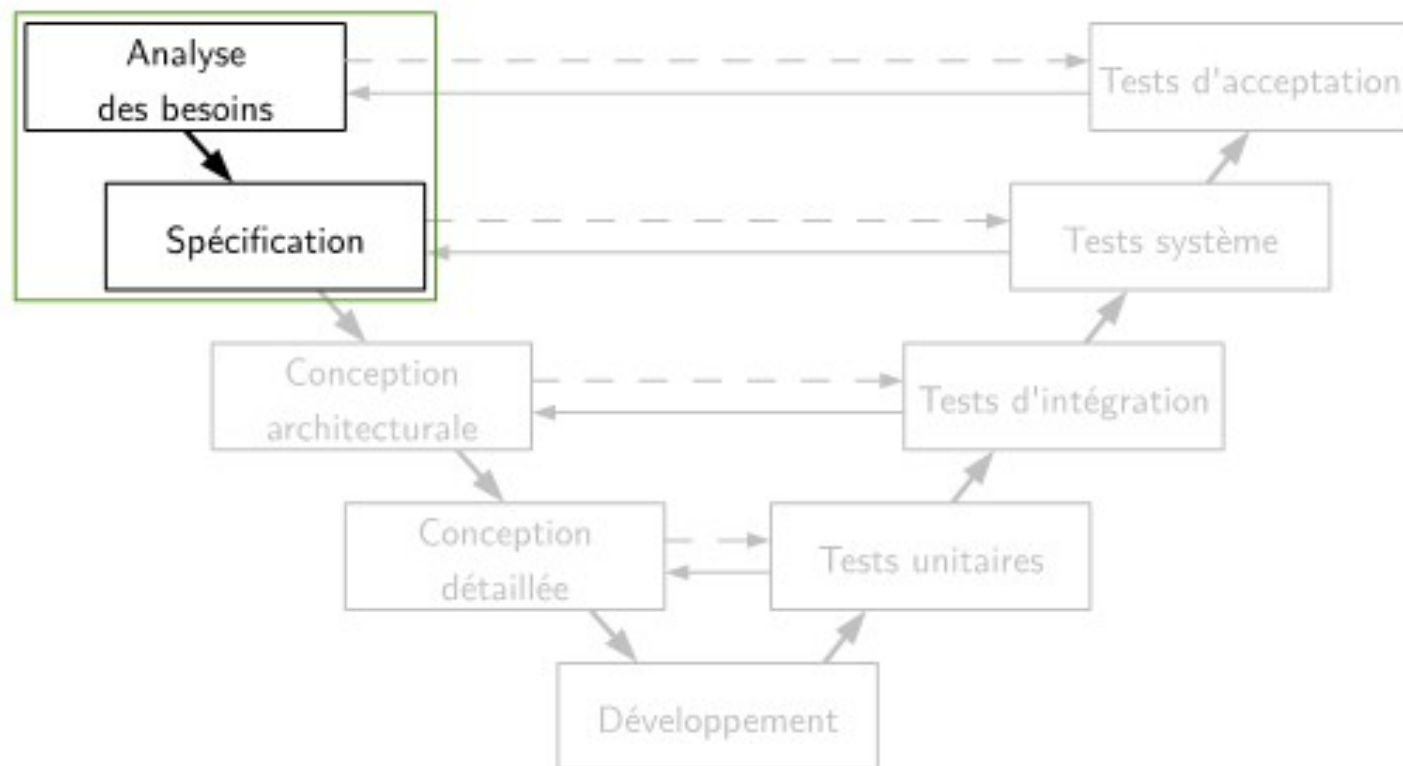 Analyse
des besoins
Tests d'acceptation
Spécification
Tests système
Conception
architecturale
Tests d'intégration
Conception
détaillée
Tests unitaires
Développement